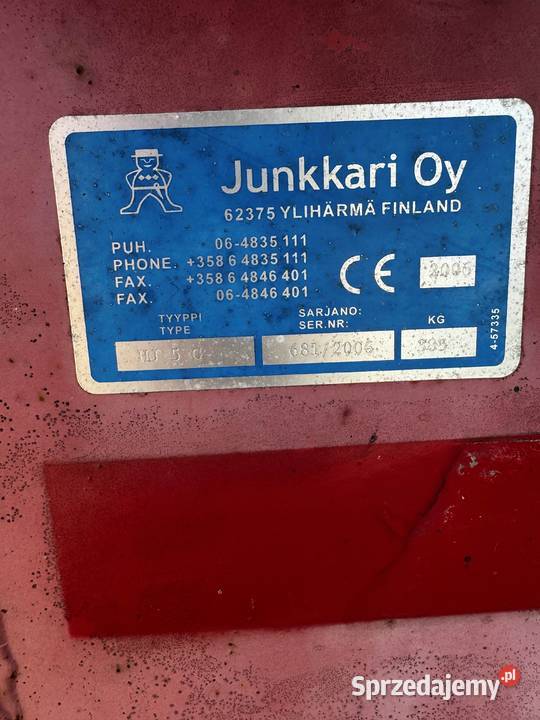 Junkkari Oy
62375 YLIHÄRMÄ FINLAND
PUH. 06-4835 111
PHONE. +358 6 4835 111
FAX. +358 6 4846 401
FAX. 06-4846 401
CE 2006
TYYPPI
TYPE
SARJANO:
SER.NR:
KG
681/2006
4-57335
Sprzedajemy.pl